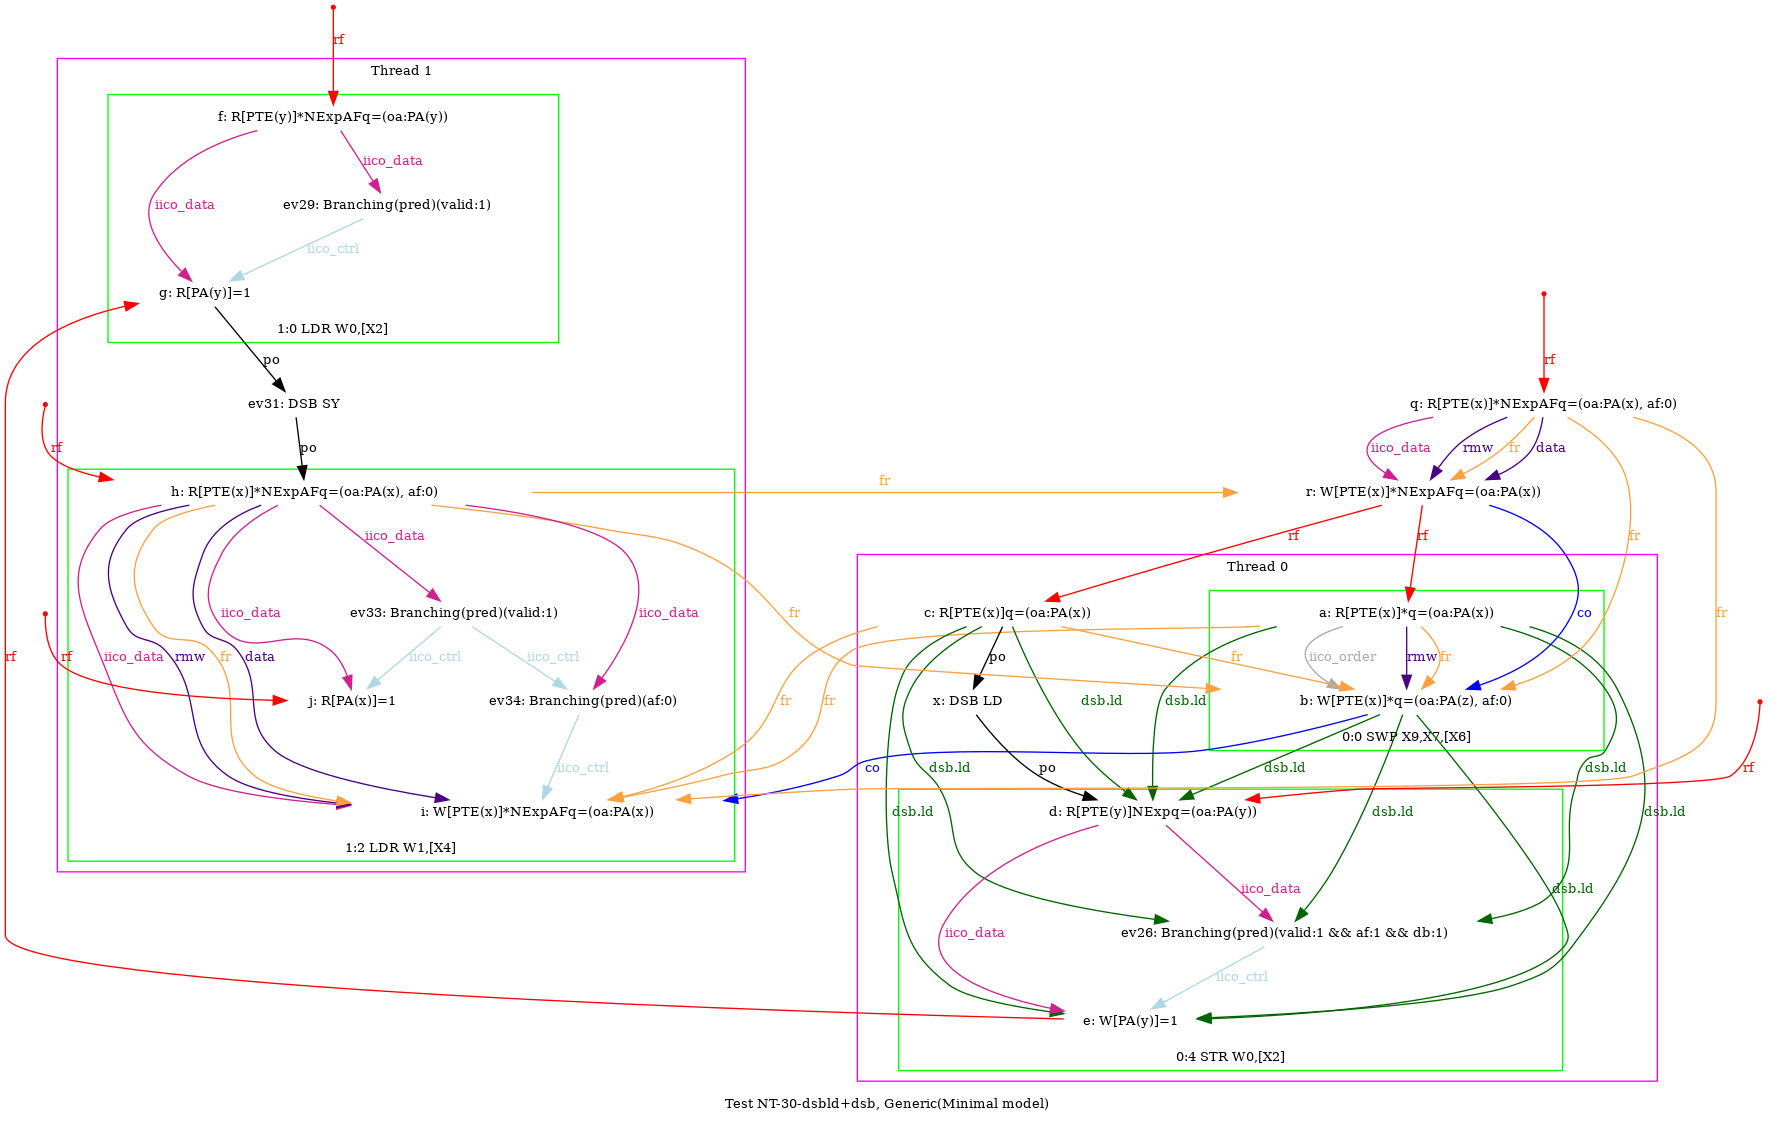 rf
Thread 1
f: R[PTE(y)]*NExpAFq=(oa:PA(y))
iico_data
iico_data
ev29: Branching(pred)(valid:1)
iico_ctrl
g: R[PA(y)]=1
1:0 LDR W0,[X2]
po
rf
ev31: DSB SY
q: R[PTE(x)]*NExpAFq=(oa:PA(x), af:0)
rf
po
iico_data
rmw
fr
data
fr
h: R[PTE(x)]*NExpAFq=(oa:PA(x), af:0)
r: W[PTE(x)]*NExpAFq=(oa:PA(x))
iico_data
rf
rf
fr
Thread 0
ev33: Branching(pred)(valid:1)
iico_data
iico_data
fr
c: R[PTE(x)]q=(oa:PA(x))
a: R[PTE(x)]*q=(oa:PA(x))
co
fr
rf
rf
iico_data
rmw
fr
data
iico_ctrl
iico_ctrl
po
fr
iico_order
rmw
fr
j: R[PA(x)]=1
ev34: Branching(pred)(af:0)
fr
fr
x: DSB LD
dsb.ld
dsb.ld
b: W[PTE(x)]*q=(oa:PA(z), af:0)
0:0 SWP X9,X7,[X6]
iico_ctrl
co
dsb.ld
po
dsb.ld
dsb.ld
rf
i: W[PTE(x)]*NExpAFq=(oa:PA(x))
dsb.ld
d: R[PTE(y)]NExpq=(oa:PA(y))
dsb.ld
dsb.ld
1:2 LDR W1,[X4]
iico_data
dsb.ld
iico_data
ev26: Branching(pred)(valid:1 && af:1 && db:1)
iico_ctrl
e: W[PA(y)]=1
0:4 STR W0,[X2]
Test NT-30-dsbld+dsb, Generic(Minimal model)